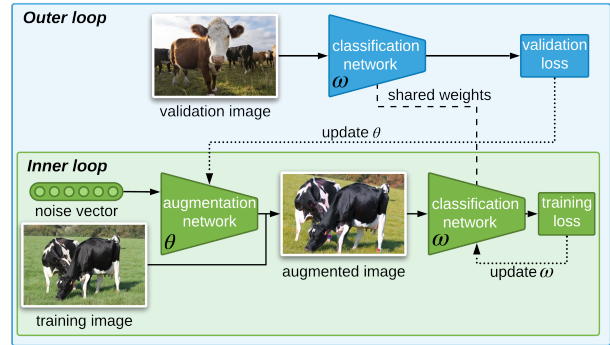 Outer loop
classification
network
ω
validation
loss
validation image
shared weights
update θ
Inner loop
noise vector
augmentation
network
θ
classification
network
ω
training
loss
augmented image
update ω
training image